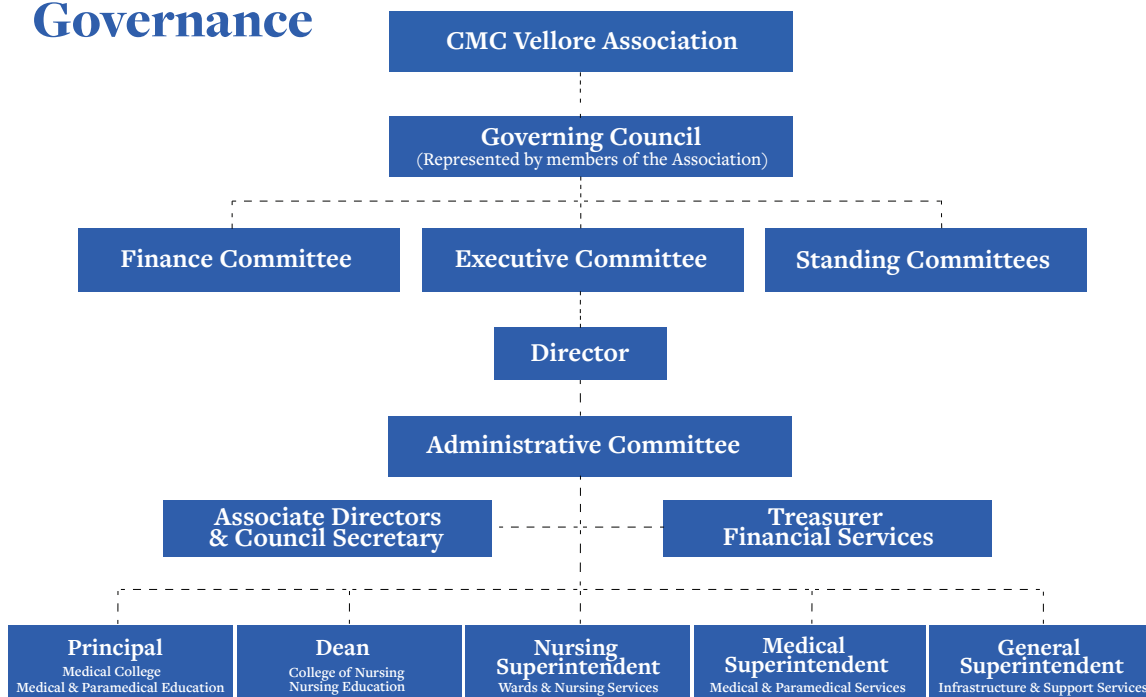 Governance
CMC Vellore Association
Governing Council
(Represented by members of the Association)
Finance Committee
Executive Committee
Standing Committees
Director
Administrative Committee
Associate Directors
& Council Secretary
Treasurer
Financial Services
Principal
Medical College
Medical & Paramedical Education
Dean
College of Nursing
Nursing Education
Nursing
Superintendent
Wards & Nursing Services
Medical
Superintendent
Medical & Paramedical Services
General
Superintendent
Infrastructure & Support Services